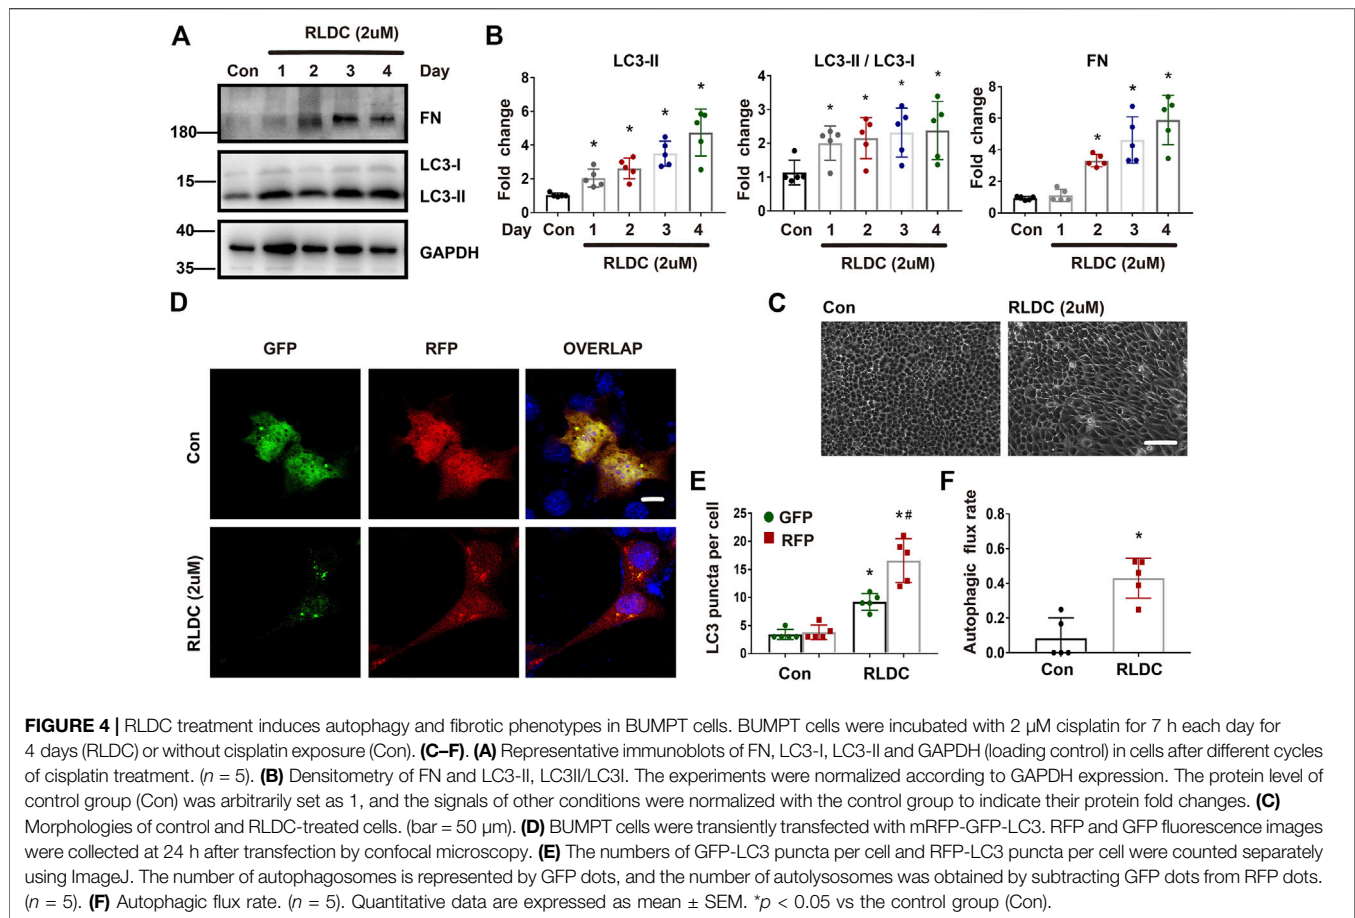 A
RLDC (2uM)
Con 1 2 3 4 Day
FN
180
LC3-I
15
LC3-II
40
GAPDH
35
B
LC3-II
Fold change
8
6
4
2
0
* * * *
Day Con 1 2 3 4
RLDC (2uM)
LC3-II / LC3-I
Fold change
4
3
2
1
0
* * * *
Con 1 2 3 4
RLDC (2uM)
FN
Fold change
8
6
4
2
0
* * *
Con 1 2 3 4
RLDC (2uM)
D
GFP RFP OVERLAP
Con
RLDC (2uM)
C
Con RLDC (2uM)
E
LC3 puncta per cell
25
20
15
10
5
0
GFP
RFP
* *#
Con RLDC
F
Autophagic flux rate
0.8
0.6
0.4
0.2
0.0
*
Con RLDC
FIGURE 4 | RLDC treatment induces autophagy and fibrotic phenotypes in BUMPT cells. BUMPT cells were incubated with 2 µM cisplatin for 7 h each day for
4 days (RLDC) or without cisplatin exposure (Con). (C–F). (A) Representative immunoblots of FN, LC3-I, LC3-II and GAPDH (loading control) in cells after different cycles
of cisplatin treatment. (n = 5). (B) Densitometry of FN and LC3-II, LC3II/LC3I. The experiments were normalized according to GAPDH expression. The protein level of
control group (Con) was arbitrarily set as 1, and the signals of other conditions were normalized with the control group to indicate their protein fold changes. (C)
Morphologies of control and RLDC-treated cells. (bar = 50 µm). (D) BUMPT cells were transiently transfected with mRFP-GFP-LC3. RFP and GFP fluorescence images
were collected at 24 h after transfection by confocal microscopy. (E) The numbers of GFP-LC3 puncta per cell and RFP-LC3 puncta per cell were counted separately
using ImageJ. The number of autophagosomes is represented by GFP dots, and the number of autolysosomes was obtained by subtracting GFP dots from RFP dots.
(n = 5). (F) Autophagic flux rate. (n = 5). Quantitative data are expressed as mean ± SEM. *p < 0.05 vs the control group (Con).